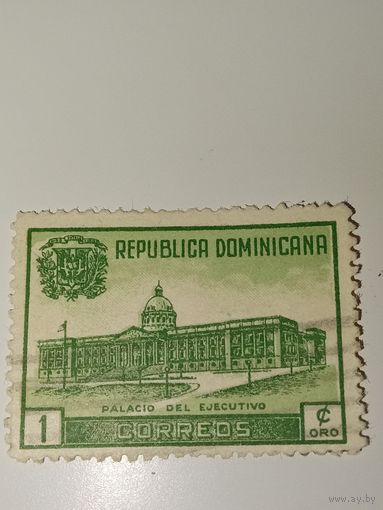 REPUBLICA DOMINICANA
PALACIO DEL EJECUTIVO
1 CORREOS ¢ ORO
www.ay.by